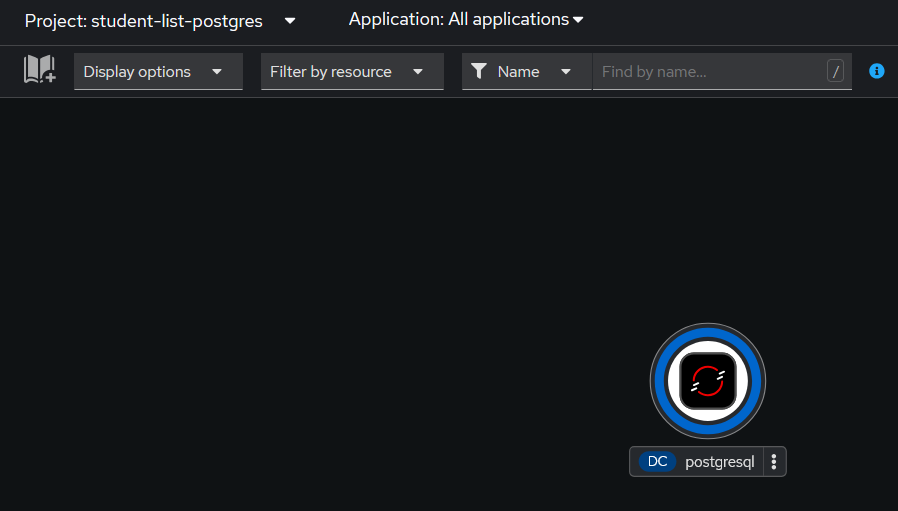 Project: student-list-postgres Application: All applications
Display options Filter by resource Name Find by name... /
DC postgresql